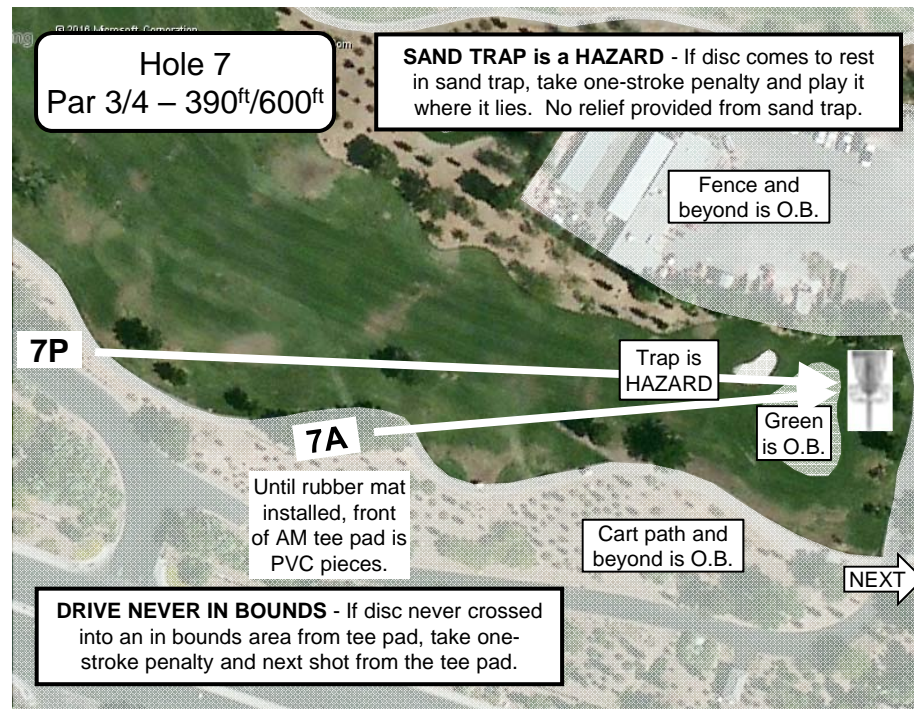 © 2016 Microsoft Corporation
Hole 7
Par 3/4 – 390ft/600ft
SAND TRAP is a HAZARD - If disc comes to rest
in sand trap, take one-stroke penalty and play it
where it lies.  No relief provided from sand trap.
Fence and
beyond is O.B.
7P
Trap is
HAZARD
7A
Green
is O.B.
Until rubber mat
installed, front
of AM tee pad is
PVC pieces.
Cart path and
beyond is O.B.
NEXT
DRIVE NEVER IN BOUNDS - If disc never crossed
into an in bounds area from tee pad, take one-
stroke penalty and next shot from the tee pad.